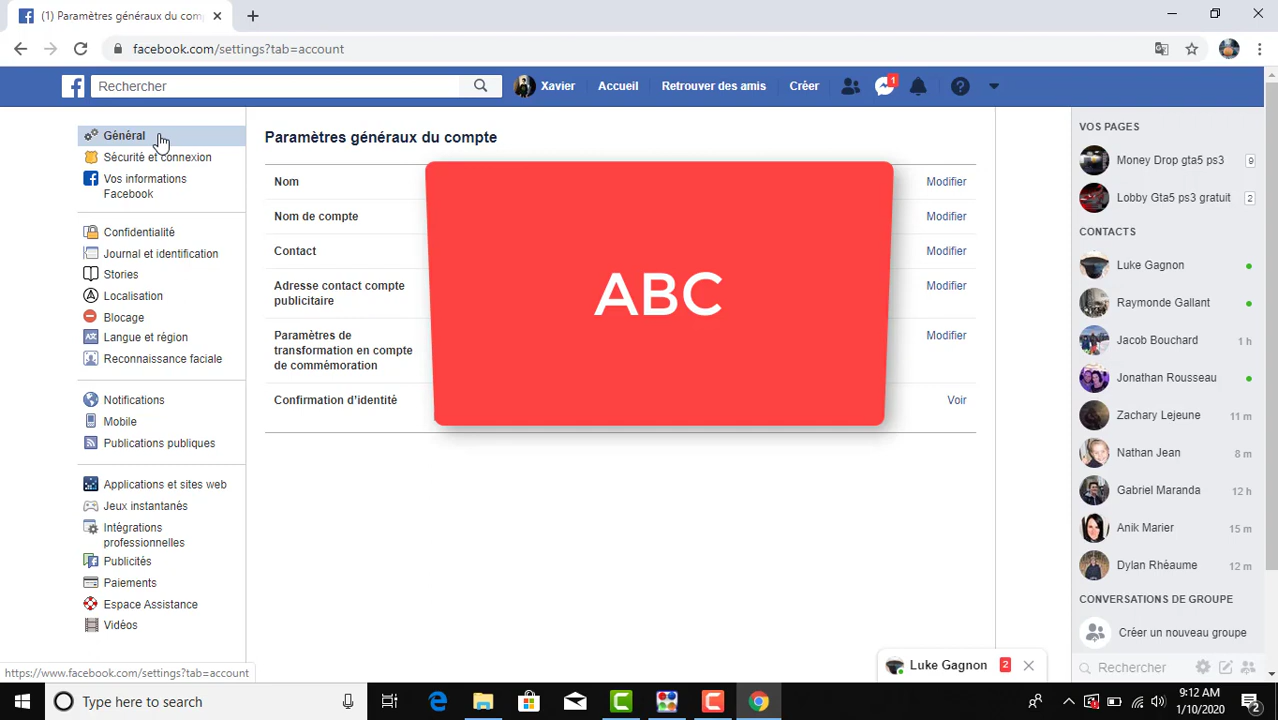 (1) Paramètres généraux du com
facebook.com/settings?tab=account
Rechercher
Xavier
Accueil
Retrouver des amis
Créer
1
Général
Sécurité et connexion
Vos informations
Facebook
Confidentialité
Journal et identification
Stories
Localisation
Blocage
Langue et région
Reconnaissance faciale
Notifications
Mobile
Publications publiques
Applications et sites web
Jeux instantanés
Intégrations
professionnelles
Publicités
Paiements
Espace Assistance
Vidéos
Paramètres généraux du compte
Nom
Modifier
Nom de compte
Modifier
Contact
Modifier
Adresse contact compte
publicitaire
Modifier
Paramètres de
transformation en compte
de commémoration
Modifier
Confirmation d'identité
Voir
ABC
VOS PAGES
Money Drop gta5 ps3
9
Lobby Gta5 ps3 gratuit
2
CONTACTS
Luke Gagnon
Raymonde Gallant
Jacob Bouchard
1 h
Jonathan Rousseau
Zachary Lejeune
11 m
Nathan Jean
8 m
Gabriel Maranda
12 h
Anik Marier
15 m
Dylan Rhèaume
12 m
CONVERSATIONS DE GROUPE
Créer un nouveau groupe
Rechercher
Luke Gagnon
2
https://www.facebook.com/settings?tab=account
Type here to search
9:12 AM
1/10/2020
2